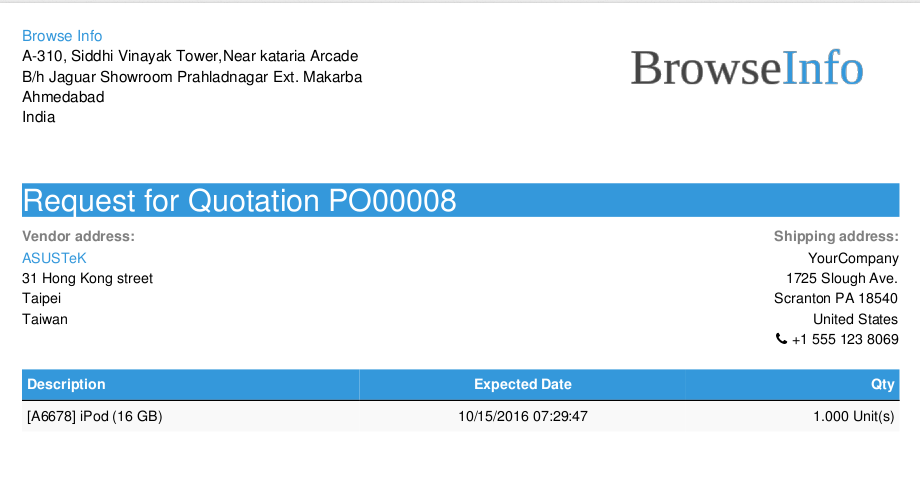 Browse Info
A-310, Siddhi Vinayak Tower,Near kataria Arcade
B/h Jaguar Showroom Prahladnagar Ext. Makarba
Ahmedabad
India
BrowseInfo
Request for Quotation PO00008
Vendor address:
ASUSTeK
31 Hong Kong street
Taipei
Taiwan
Shipping address:
YourCompany
1725 Slough Ave.
Scranton PA 18540
United States
+1 555 123 8069
Description Expected Date Qty
[A6678] iPod (16 GB) 10/15/2016 07:29:47 1.000 Unit(s)